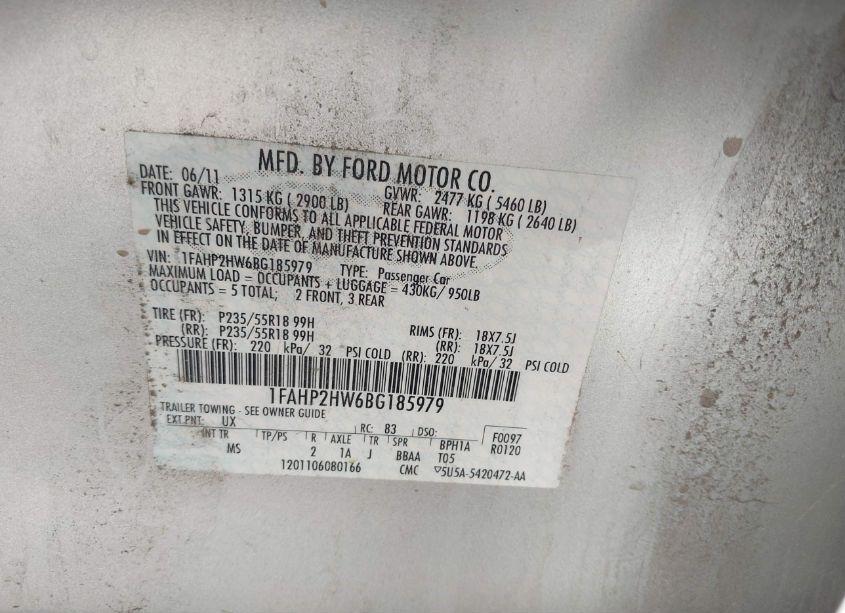 MFD. BY FORD MOTOR CO.
DATE: 06/11 GVWR: 2477 KG ( 5460 LB)
FRONT GAWR: 1315 KG ( 2900 LB) REAR GAWR: 1198 KG ( 2640 LB)
THIS VEHICLE CONFORMS TO ALL APPLICABLE FEDERAL MOTOR
VEHICLE SAFETY, BUMPER, AND THEFT PREVENTION STANDARDS
IN EFFECT ON THE DATE OF MANUFACTURE SHOWN ABOVE
VIN: 1FAHP2HW6BG185979 TYPE: Passenger Car
MAXIMUM LOAD = OCCUPANTS + LUGGAGE = 430KG/ 950LB
OCCUPANTS = 5 TOTAL; 2 FRONT, 3 REAR
TIRE (FR): P235/55R18 99H RIMS (FR): 18X7.5J
(RR): P235/55R18 99H (RR): 18X7.5J
PRESSURE (FR): 220 kPa/ 32 PSI COLD (RR): 220 kPa/ 32 PSI COLD
1FAHP2HW6BG185979
TRAILER TOWING - SEE OWNER GUIDE
EXT PNT: UX RC: 83 DSO: F0097
INT TR TP/PS R AXLE TR SPR BPH1A R0120
MS 2 1A J BBAA T05
1201106080166 CMC ▽5U5A-5420472-AA